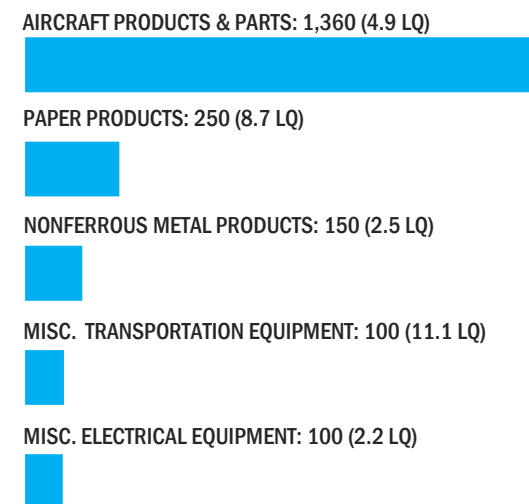 AIRCRAFT PRODUCTS & PARTS: 1,360 (4.9 LQ)
PAPER PRODUCTS: 250 (8.7 LQ)
NONFERROUS METAL PRODUCTS: 150 (2.5 LQ)
MISC. TRANSPORTATION EQUIPMENT: 100 (11.1 LQ)
MISC. ELECTRICAL EQUIPMENT: 100 (2.2 LQ)